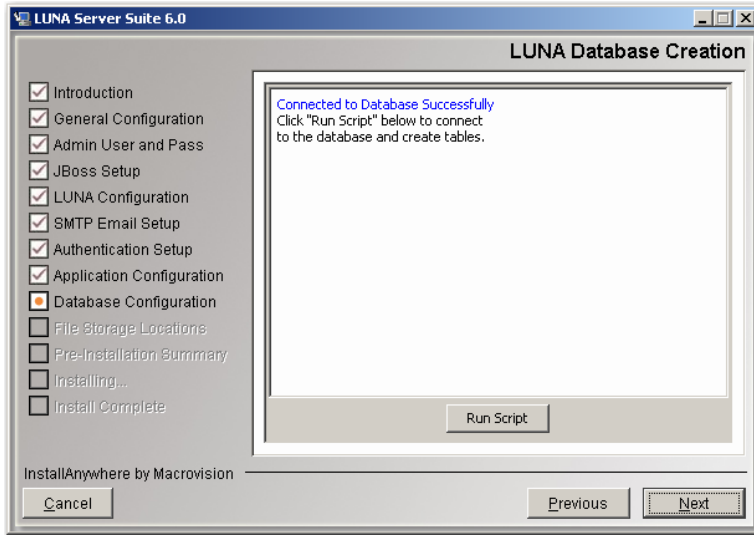 LUNA Server Suite 6.0
LUNA Database Creation
Introduction
General Configuration
Admin User and Pass
JBoss Setup
LUNA Configuration
SMTP Email Setup
Authentication Setup
Application Configuration
Database Configuration
File Storage Locations
Pre-Installation Summary
Installing...
Install Complete
Connected to Database Successfully
Click "Run Script" below to connect
to the database and create tables.
Run Script
InstallAnywhere by Macrovision
Cancel
Previous
Next